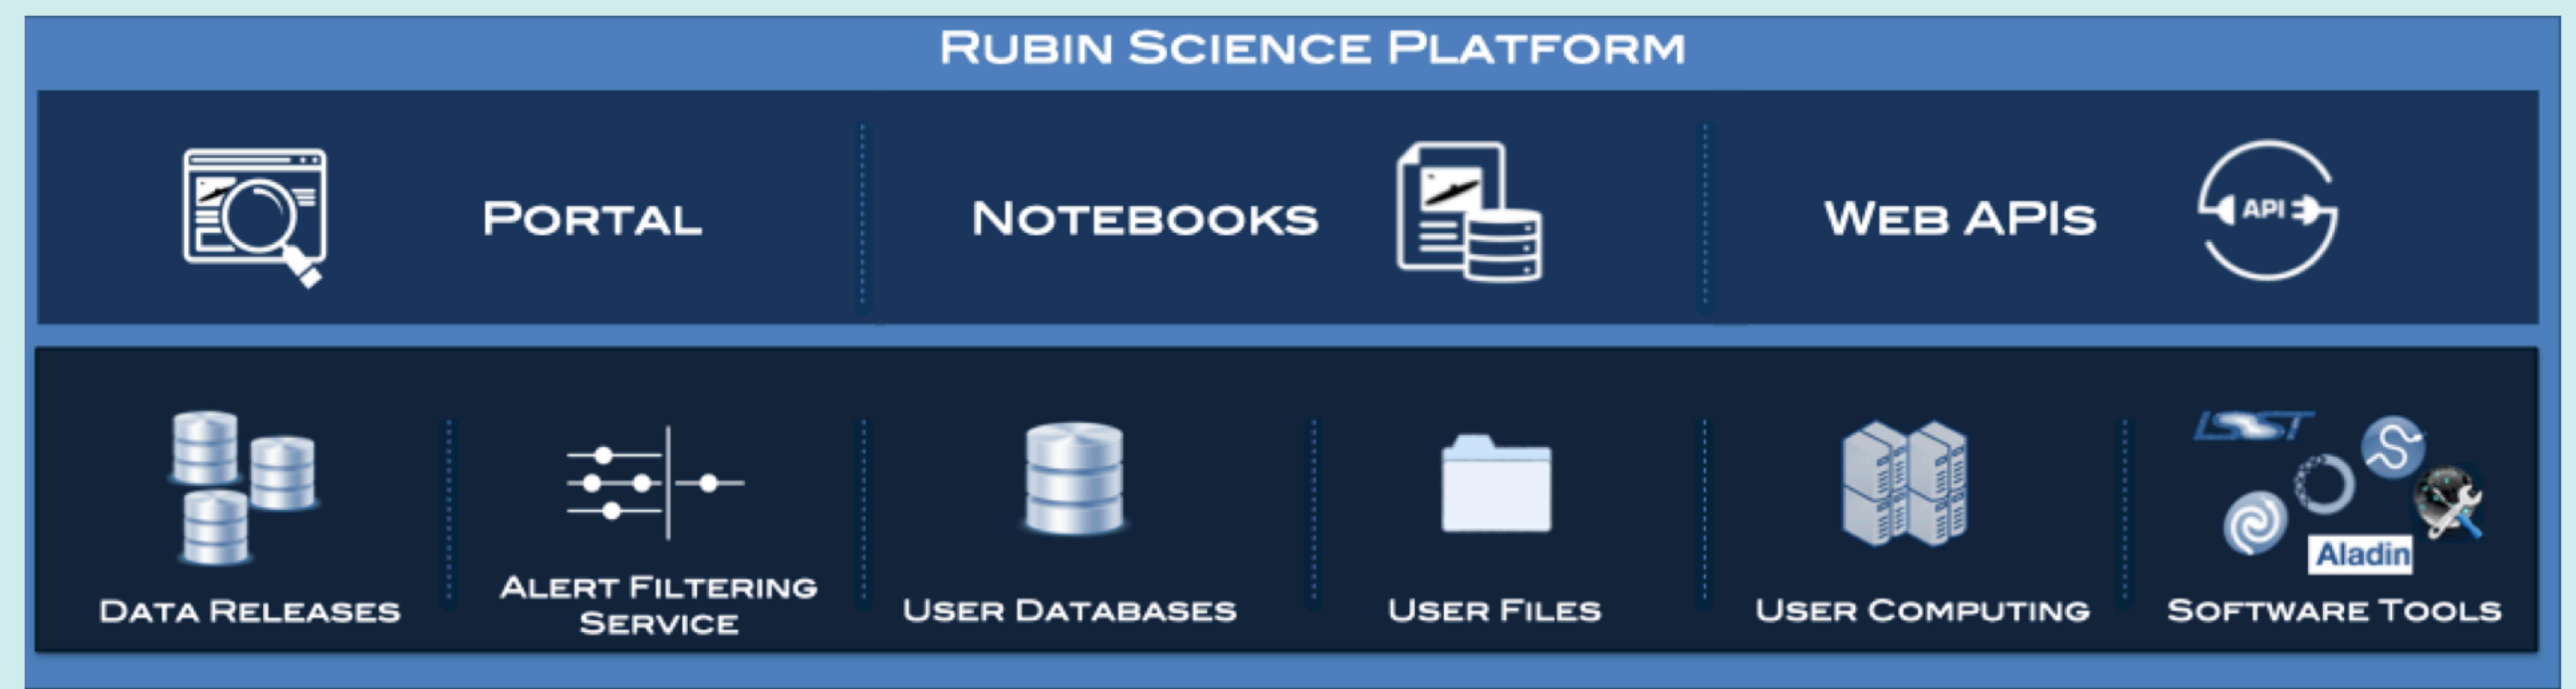 RUBIN SCIENCE PLATFORM
PORTAL
NOTEBOOKS
WEB APIS
API
LSST
Aladin
DATA RELEASES
ALERT FILTERING
SERVICE
USER DATABASES
USER FILES
USER COMPUTING
SOFTWARE TOOLS